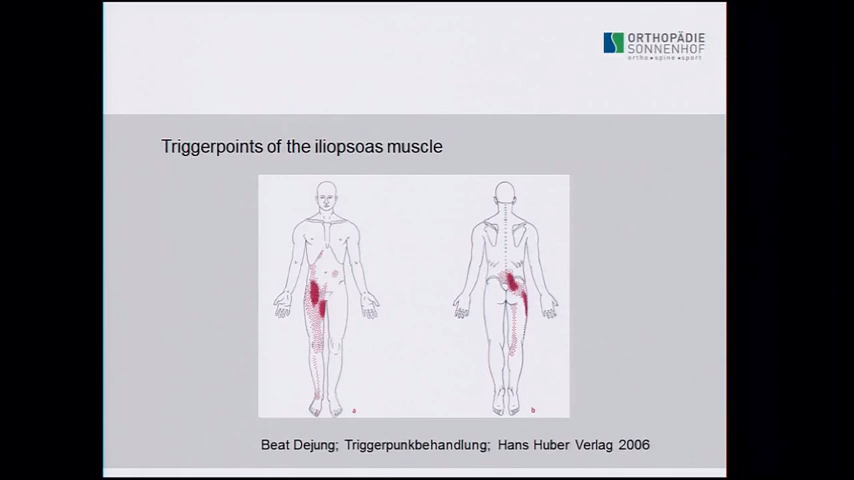 ORTHOPÄDIE
SONNENHOF
ortho • spine • sport
Triggerpoints of the iliopsoas muscle
a
b
Beat Dejung; Triggerpunkbehandlung; Hans Huber Verlag 2006